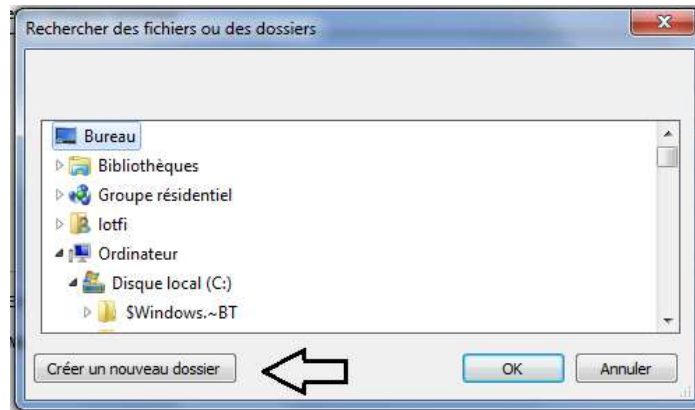 Rechercher des fichiers ou des dossiers
Bureau
Bibliothèques
Groupe résidentiel
lotfi
Ordinateur
Disque local (C:)
$Windows.~BT
Créer un nouveau dossier
OK
Annuler